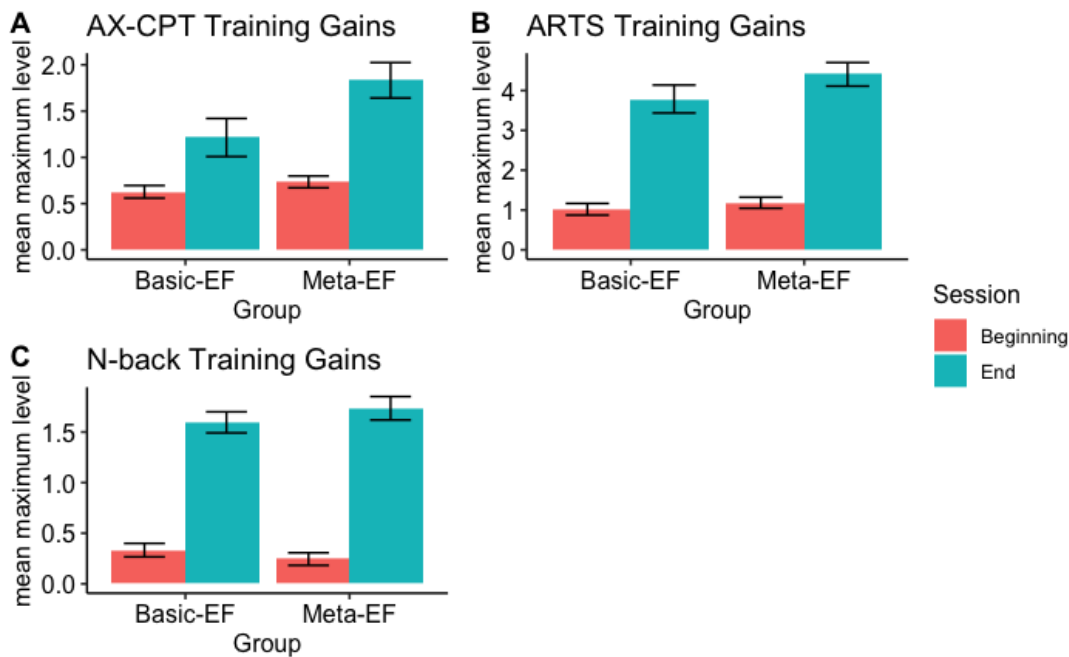 A AX-CPT Training Gains
mean maximum level
2.0
1.5
1.0
0.5
0.0
Basic-EF Meta-EF
Group
B ARTS Training Gains
mean maximum level
4
3
2
1
0
Basic-EF Meta-EF
Group
C N-back Training Gains
mean maximum level
1.5
1.0
0.5
0.0
Basic-EF Meta-EF
Group
Session
Beginning
End